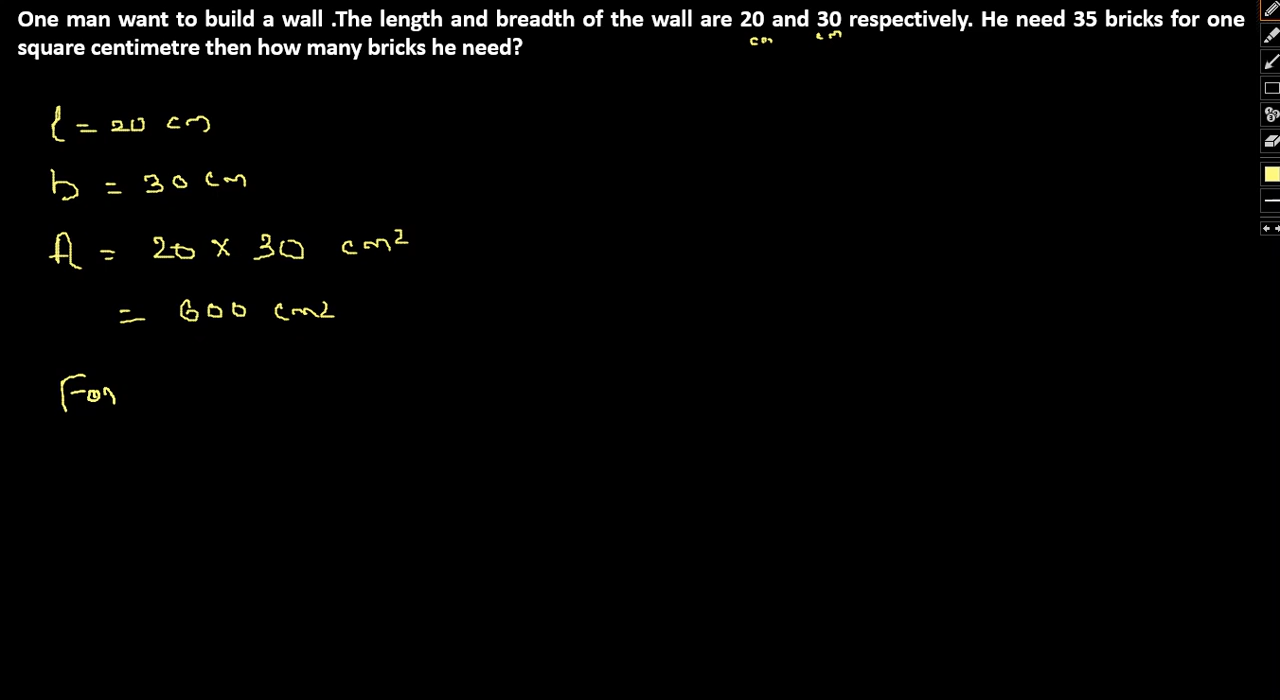 One man want to build a wall .The length and breadth of the wall are 20 and 30 respectively. He need 35 bricks for one
cm cm
square centimetre then how many bricks he need?
l = 20 cm
b = 30 cm
A = 20 × 30 cm²
= 600 cm²
For